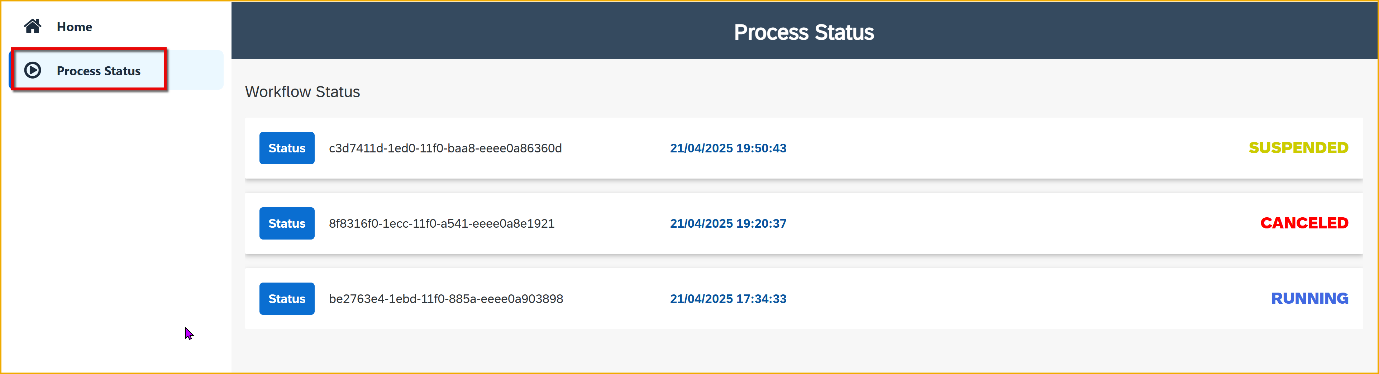 Home
Process Status
Process Status
Workflow Status
Status c3d7411d-1ed0-11f0-baa8-eeee0a86360d 21/04/2025 19:50:43 SUSPENDED
Status 8f8316f0-1ecc-11f0-a541-eeee0a8e1921 21/04/2025 19:20:37 CANCELED
Status be2763e4-1ebd-11f0-885a-eeee0a903898 21/04/2025 17:34:33 RUNNING